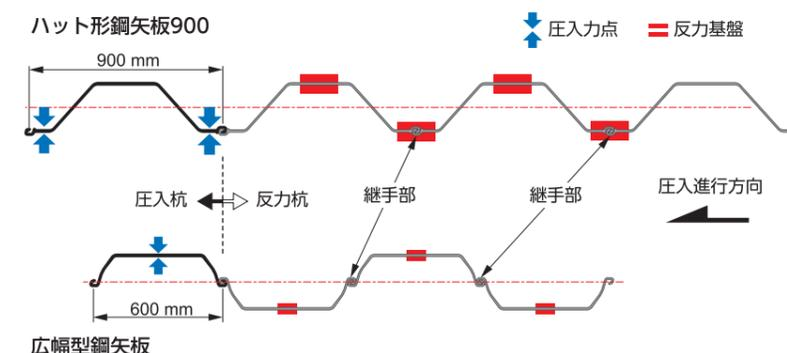 ハット形鋼矢板900
圧入力点
反力基盤
900 mm
圧入杭
反力杭
継手部
継手部
圧入進行方向
600 mm
広幅型鋼矢板